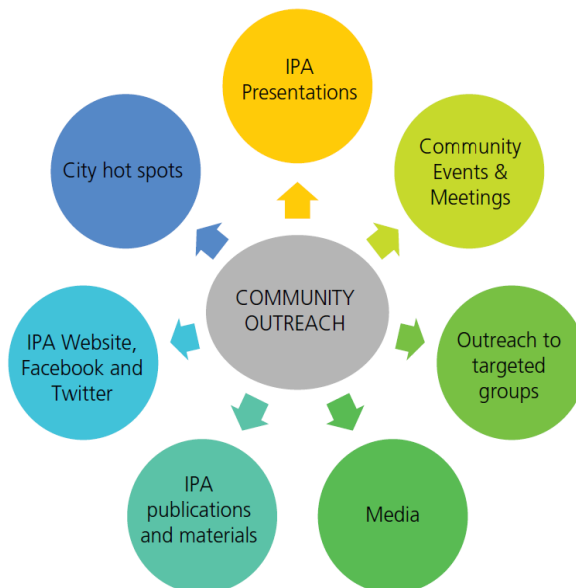 IPA
Presentations
Community
Events &
Meetings
City hot spots
COMMUNITY
OUTREACH
IPA Website,
Facebook and
Twitter
Outreach to
targeted
groups
IPA
publications
and materials
Media